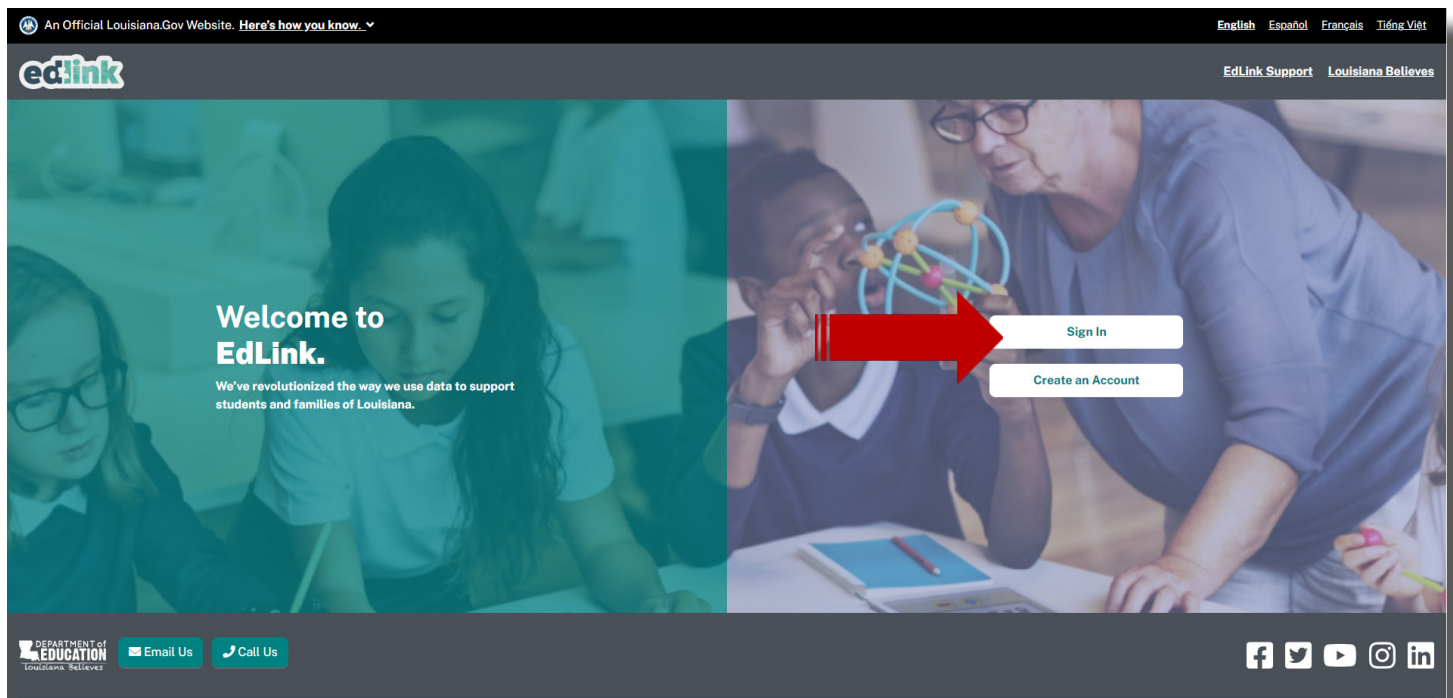 An Official Louisiana.Gov Website. Here's how you know.
English Español Français Tiếng Việt
edlink
EdLink Support Louisiana Believes
Welcome to
EdLink.
We've revolutionized the way we use data to support
students and families of Louisiana.
Sign In
Create an Account
DEPARTMENT of
EDUCATION
Louisiana Believes
Email Us
Call Us